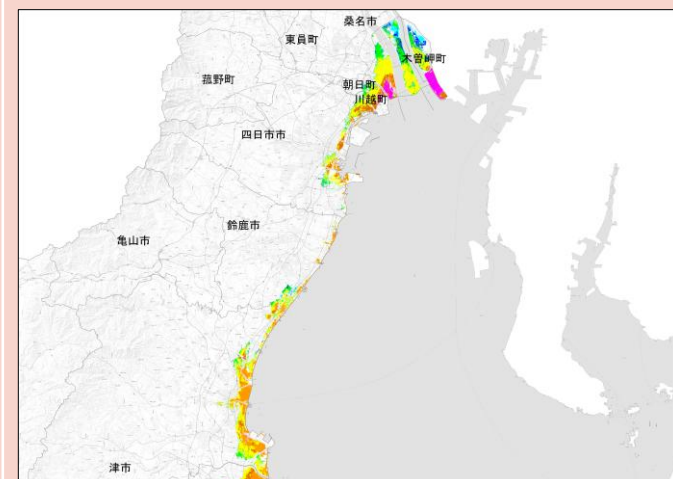 桑名市
東員町
木曽岬町
菰野町
朝日町
川越町
四日市市
鈴鹿市
亀山市
津市